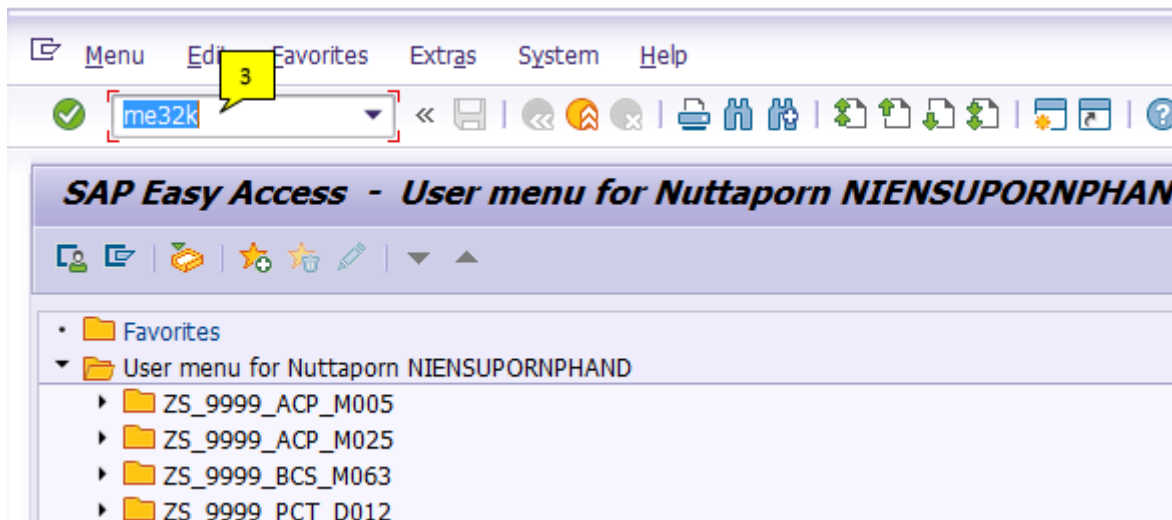 Menu Edit Favorites Extras System Help
3
me32k
SAP Easy Access - User menu for Nuttaporn NIENSUPORNPHAN
Favorites
User menu for Nuttaporn NIENSUPORNPHAND
ZS_9999_ACP_M005
ZS_9999_ACP_M025
ZS_9999_BCS_M063
ZS_9999_PCT_D012